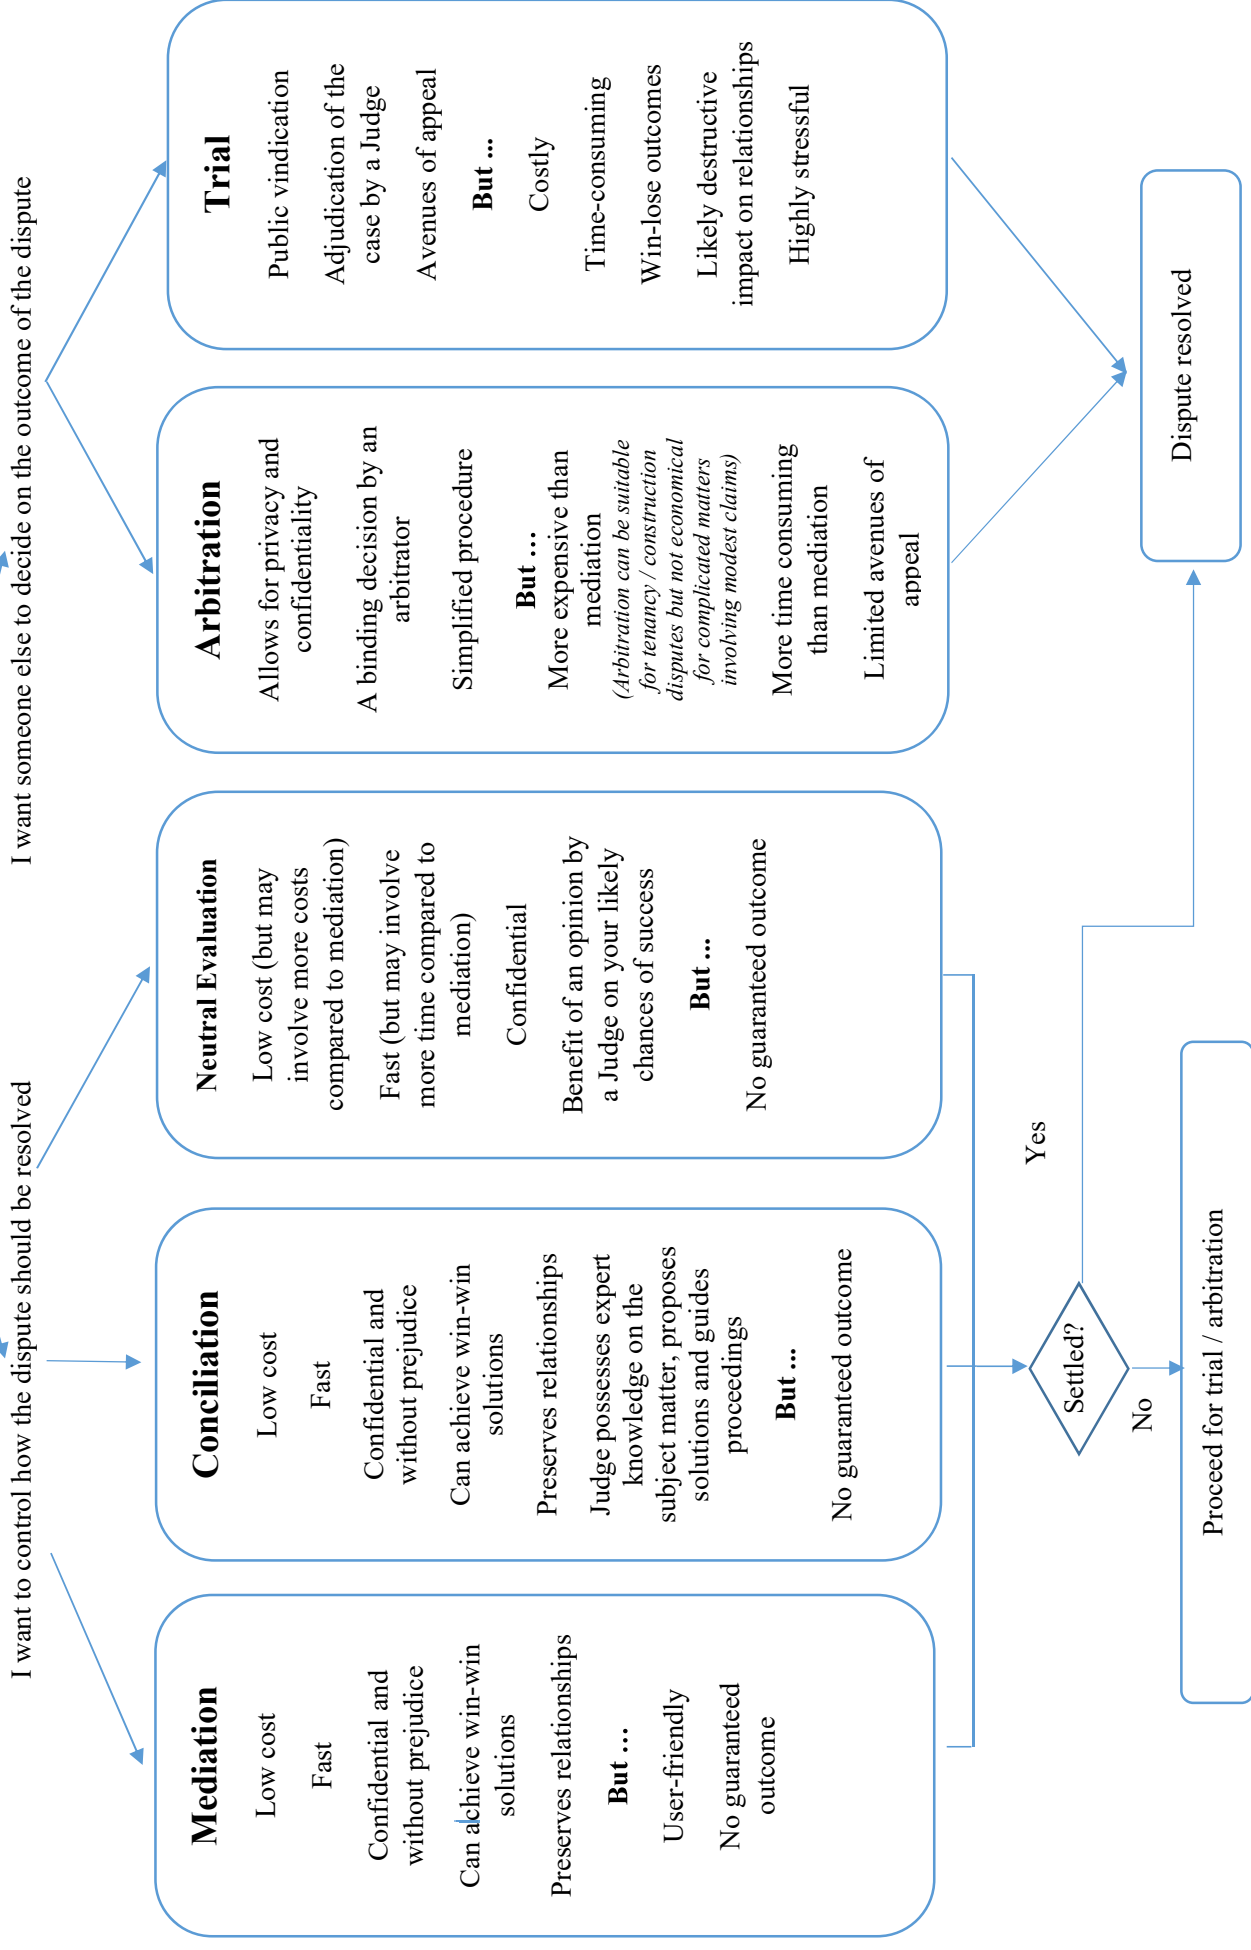 I want to control how the dispute should be resolved
I want someone else to decide on the outcome of the dispute
Mediation
Low cost
Fast
Confidential and
without prejudice
Can achieve win-win
solutions
Preserves relationships
But ...
User-friendly
No guaranteed
outcome
Conciliation
Low cost
Fast
Confidential and
without prejudice
Can achieve win-win
solutions
Preserves relationships
Judge possesses expert
knowledge on the
subject matter, proposes
solutions and guides
proceedings
But ...
No guaranteed outcome
Neutral Evaluation
Low cost (but may
involve more costs
compared to mediation)
Fast (but may involve
more time compared to
mediation)
Confidential
Benefit of an opinion by
a Judge on your likely
chances of success
But ...
No guaranteed outcome
Arbitration
Allows for privacy and
confidentiality
A binding decision by an
arbitrator
Simplified procedure
But ...
More expensive than
mediation
(Arbitration can be suitable
for tenancy / construction
disputes but not economical
for complicated matters
involving modest claims)
More time consuming
than mediation
Limited avenues of
appeal
Trial
Public vindication
Adjudication of the
case by a Judge
Avenues of appeal
But ...
Costly
Time-consuming
Win-lose outcomes
Likely destructive
impact on relationships
Highly stressful
Settled?
Yes
No
Proceed for trial / arbitration
Dispute resolved